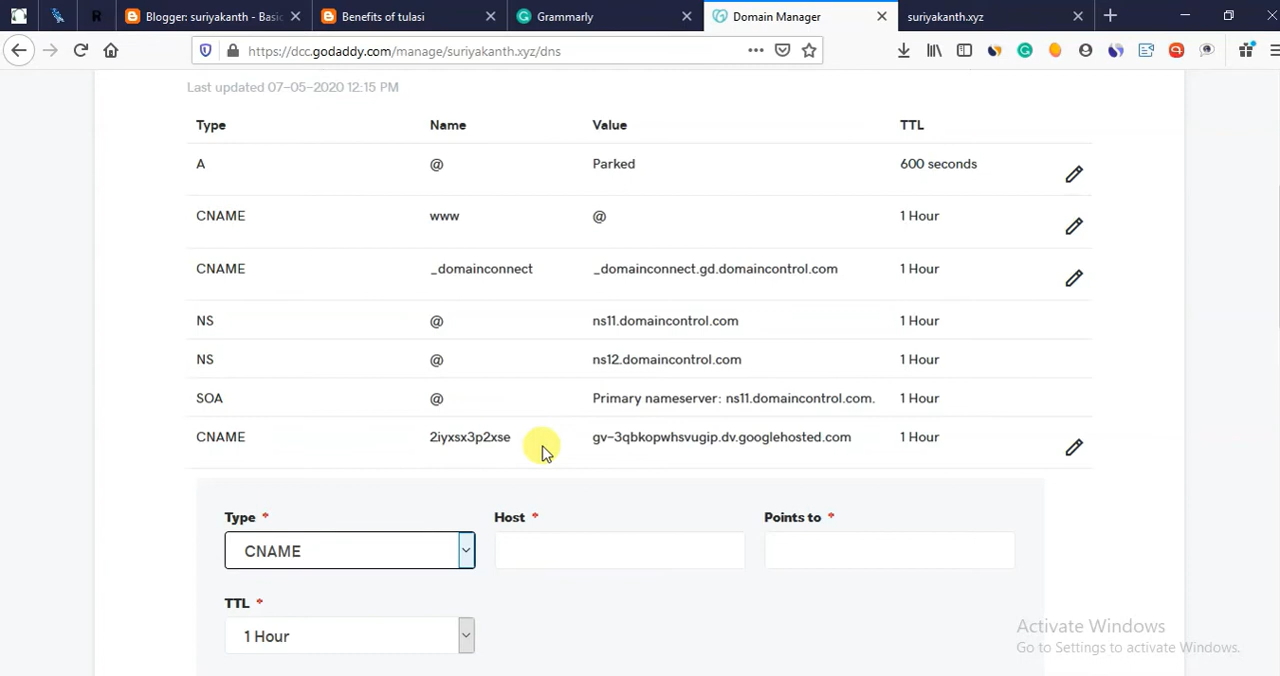 Blogger: suriyakanth - Basic
Benefits of tulasi
Grammarly
Domain Manager
suriyakanth.xyz
https://dcc.godaddy.com/manage/suriyakanth.xyz/dns
Last updated 07-05-2020 12:15 PM
Type Name Value TTL
A @ Parked 600 seconds
CNAME www @ 1 Hour
CNAME _domainconnect _domainconnect.gd.domaincontrol.com 1 Hour
NS @ ns11.domaincontrol.com 1 Hour
NS @ ns12.domaincontrol.com 1 Hour
SOA @ Primary nameserver: ns11.domaincontrol.com. 1 Hour
CNAME 2iyxsx3p2xse gv-3qbkopwhsvugip.dv.googlehosted.com 1 Hour
Type * Host * Points to *
CNAME
TTL *
1 Hour
Activate Windows
Go to Settings to activate Windows.